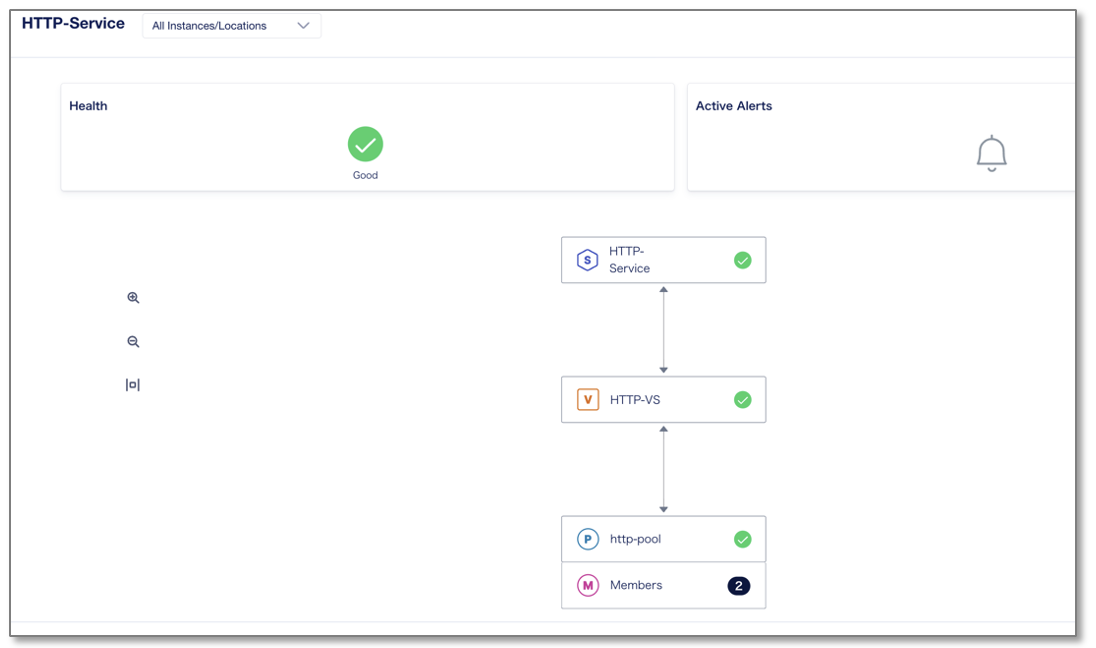 HTTP-Service
All Instances/Locations
Health
Good
Active Alerts
S
HTTP-
Service
V
HTTP-VS
P
http-pool
M
Members
2